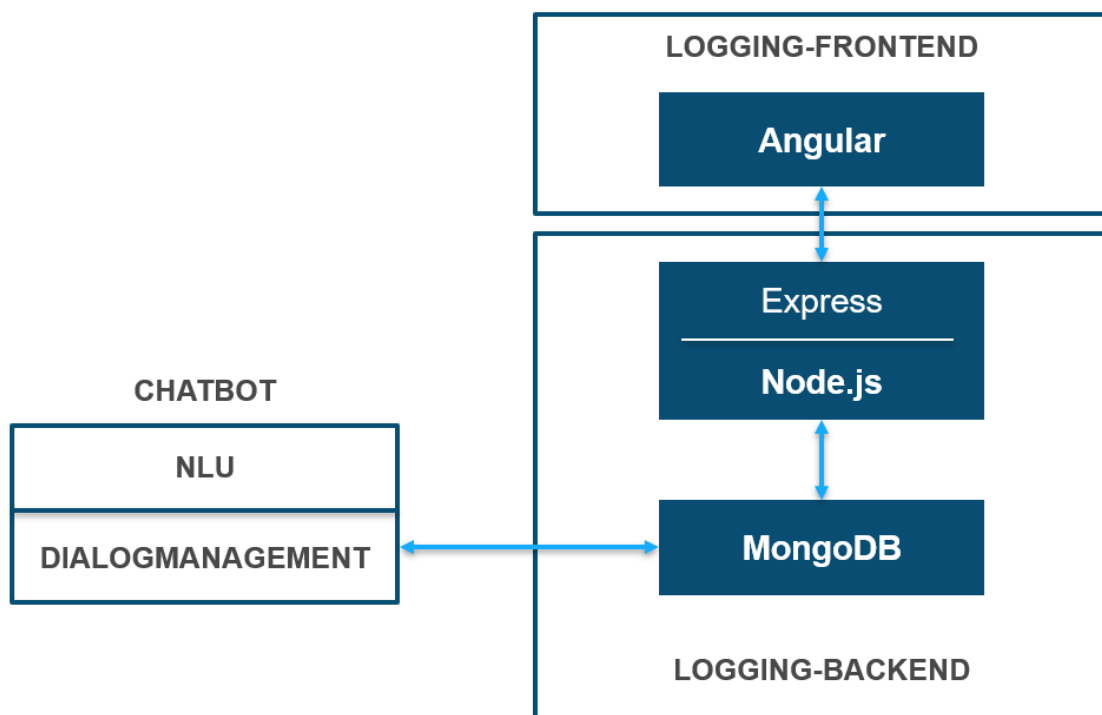 LOGGING-FRONTEND
Angular
Express
Node.js
CHATBOT
NLU
DIALOGMANAGEMENT
MongoDB
LOGGING-BACKEND